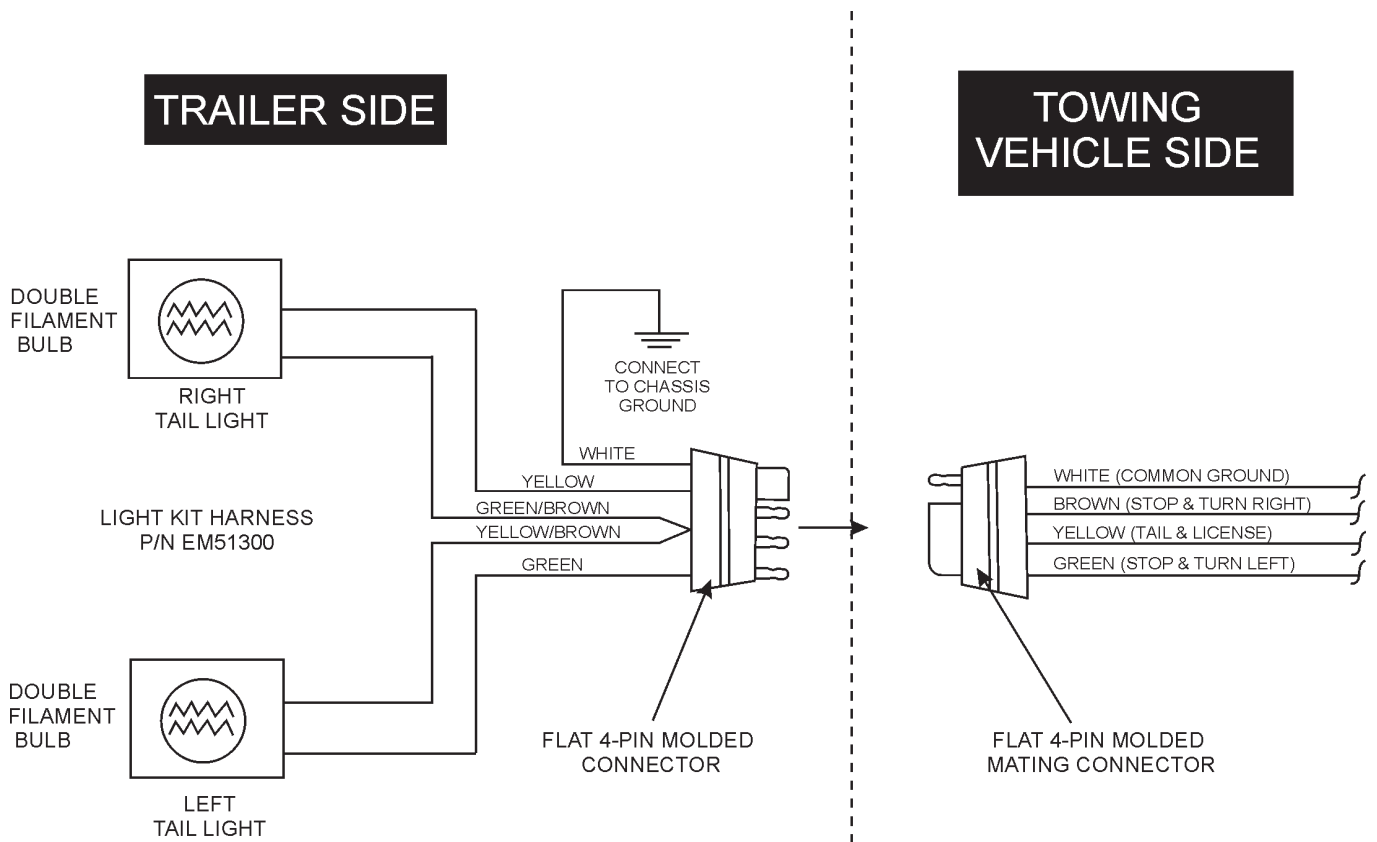 TRAILER SIDE
TOWING
VEHICLE SIDE
DOUBLE
FILAMENT
BULB
RIGHT
TAIL LIGHT
CONNECT
TO CHASSIS
GROUND
WHITE
YELLOW
GREEN/BROWN
YELLOW/BROWN
GREEN
LIGHT KIT HARNESS
P/N EM51300
WHITE (COMMON GROUND)
BROWN (STOP & TURN RIGHT)
YELLOW (TAIL & LICENSE)
GREEN (STOP & TURN LEFT)
DOUBLE
FILAMENT
BULB
LEFT
TAIL LIGHT
FLAT 4-PIN MOLDED
CONNECTOR
FLAT 4-PIN MOLDED
MATING CONNECTOR